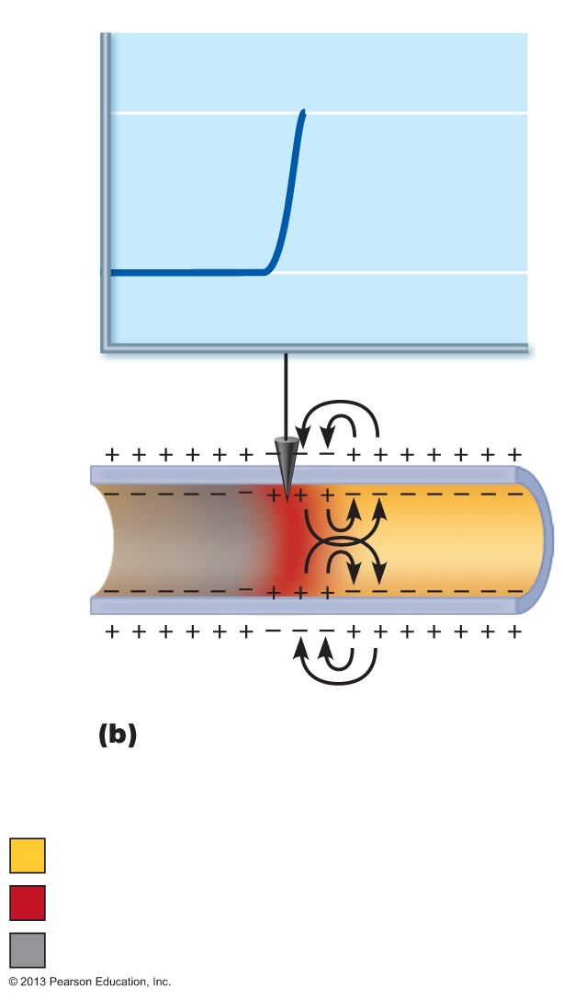 + + + + + + − − − + + + + + + +
− − − − − − + + + − − − − − − −
− − − − − − + + + − − − − − − −
+ + + + + + − − − + + + + + + +
(b)
© 2013 Pearson Education, Inc.